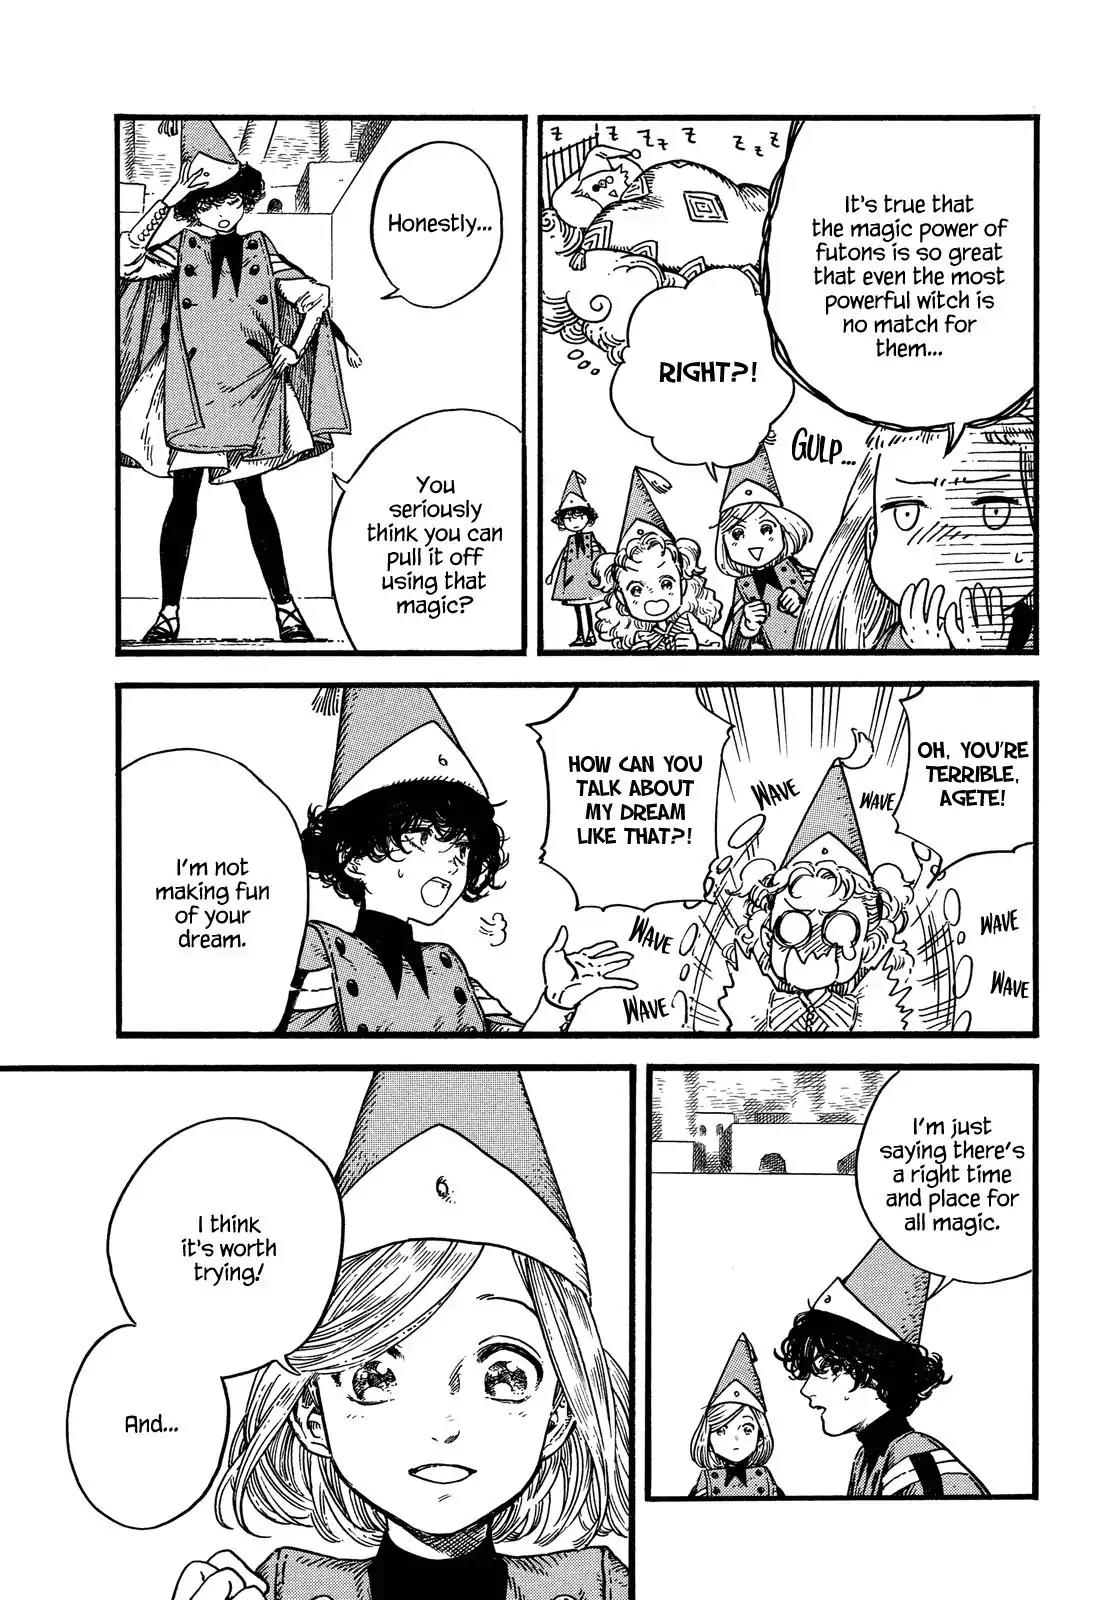 z z z z z z z z
It's true that
the magic power of
futons is so great
that even the most
powerful witch is
no match for
them...
RIGHT?!
GULP...
Honestly...
You
seriously
think you can
pull it off
using that
magic?
OH, YOU'RE
TERRIBLE,
AGETE!
HOW CAN YOU
TALK ABOUT
MY DREAM
LIKE THAT?!
WAVE
WAVE
WAVE
WAVE
WAVE
WAVE
I'm not
making fun
of your
dream.
I'm just
saying there's
a right time
and place for
all magic.
I think
it's worth
trying!
And...